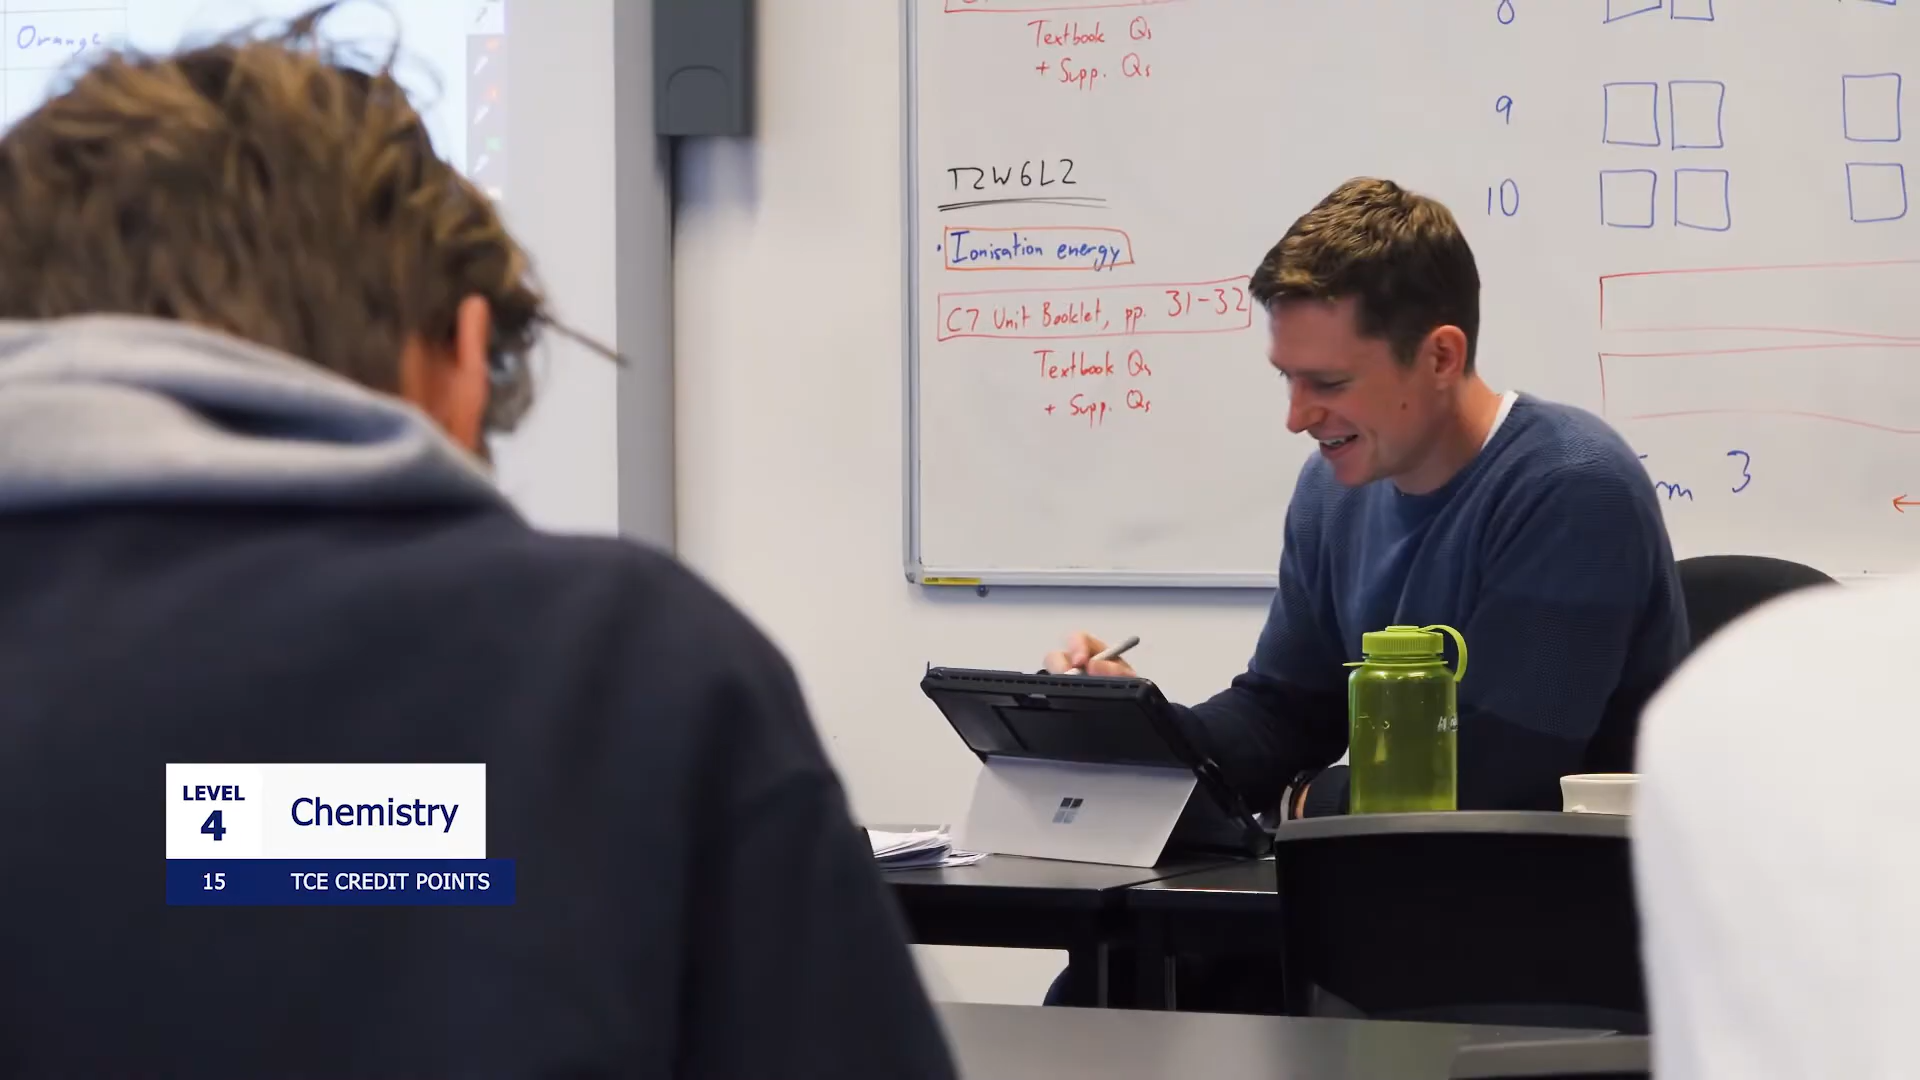 Orange
Textbook Qs
+ Supp. Qs
T2W6L2
· Ionisation energy
C7 Unit Booklet, pp. 31-32
Textbook Qs
+ Supp. Qs
8
9
10
3
LEVEL
4
Chemistry
15 TCE CREDIT POINTS